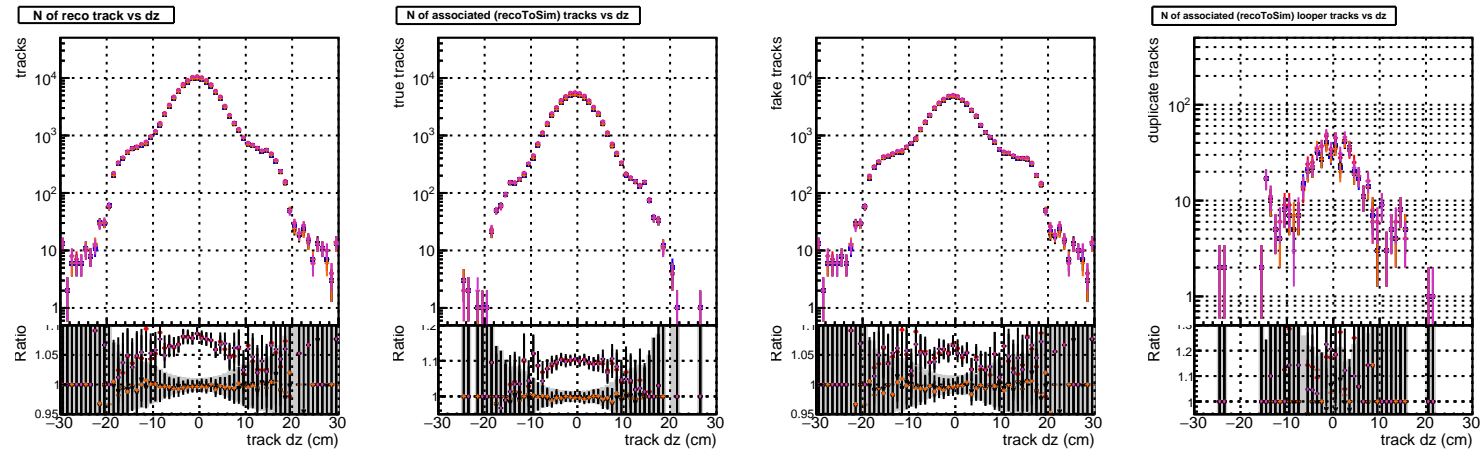 N of reco track vs dz
tracks
10⁴
10³
10²
10
1
Ratio
1.05
1
0.95
−30 −20 −10 0 10 20 30
track dz (cm)
N of associated (recoToSim) tracks vs dz
true tracks
10⁴
10³
10²
10
1
Ratio
1.2
1.1
1
−30 −20 −10 0 10 20 30
track dz (cm)
fake tracks
10⁴
10³
10²
10
1
Ratio
1.05
1
0.95
−30 −20 −10 0 10 20 30
track dz (cm)
N of associated (recoToSim) looper tracks vs dz
duplicate tracks
10²
10
1
Ratio
1.2
1.1
1
−30 −20 −10 0 10 20 30
track dz (cm)